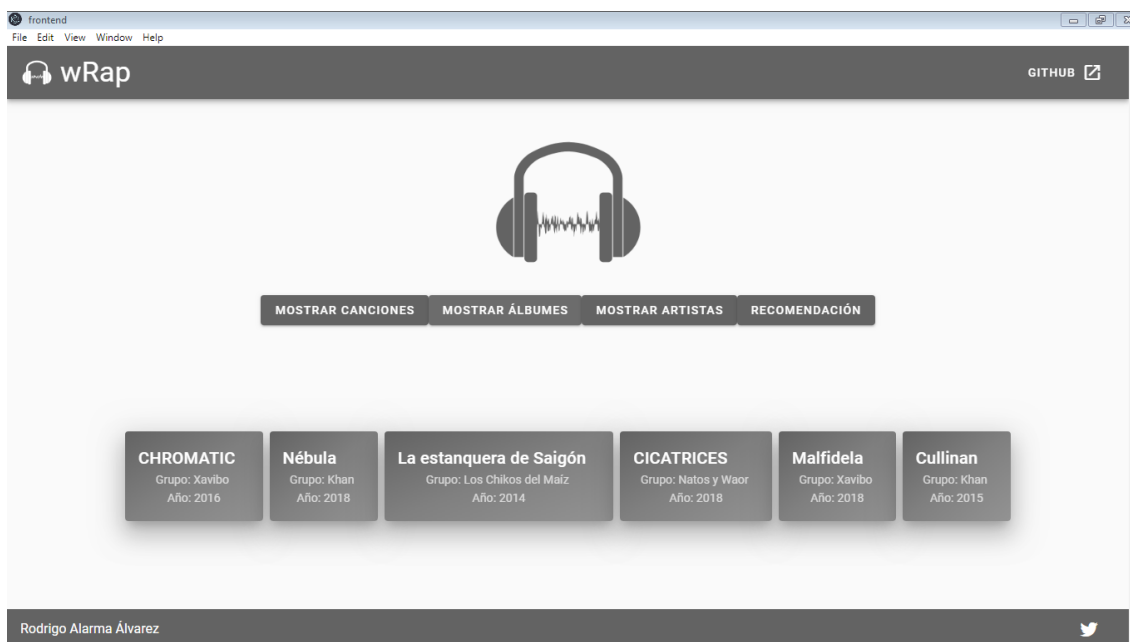 frontend
File Edit View Window Help
wRap
GITHUB
MOSTRAR CANCIONES MOSTRAR ÁLBUMES MOSTRAR ARTISTAS RECOMENDACIÓN
CHROMATIC
Grupo: Xavibo
Año: 2016
Nébula
Grupo: Khan
Año: 2018
La estanquera de Saigón
Grupo: Los Chikos del Maíz
Año: 2014
CICATRICES
Grupo: Natos y Waor
Año: 2018
Malfidela
Grupo: Xavibo
Año: 2018
Cullinan
Grupo: Khan
Año: 2015
Rodrigo Alarma Álvarez